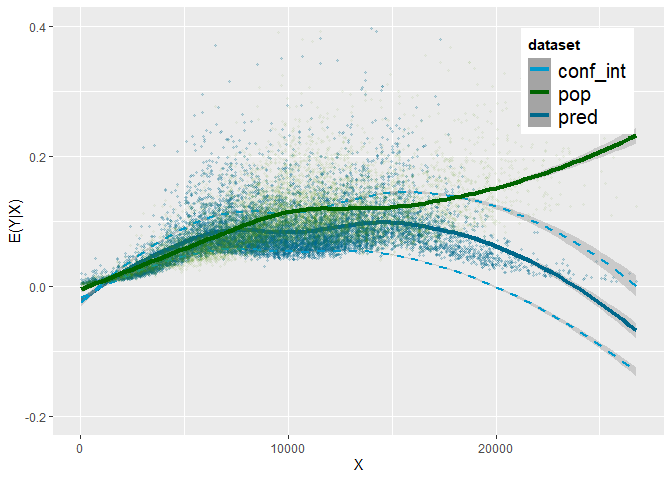 0.4
0.2
0.0
-0.2
E(Y|X)
dataset
conf_int
pop
pred
0
10000
20000
X